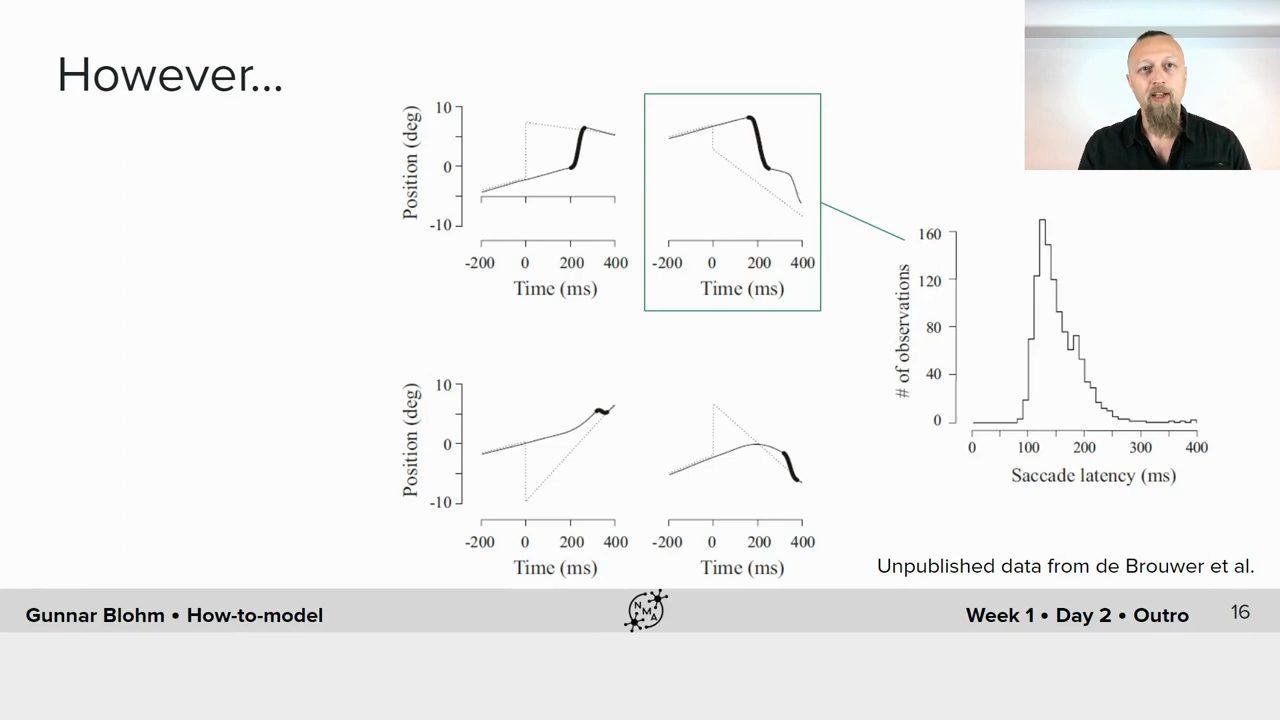 However...
Position (deg)
10
0
-10
-200 0 200 400
Time (ms)
-200 0 200 400
Time (ms)
# of observations
160
120
80
40
0
0 100 200 300 400
Saccade latency (ms)
Position (deg)
10
0
-10
-200 0 200 400
Time (ms)
-200 0 200 400
Time (ms)
Unpublished data from de Brouwer et al.
Gunnar Blohm • How-to-model
N
M
A
Week 1 • Day 2 • Outro
16